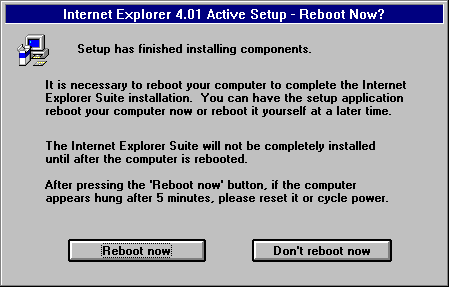 Internet Explorer 4.01 Active Setup - Reboot Now?
Setup has finished installing components.
It is necessary to reboot your computer to complete the Internet
Explorer Suite installation.  You can have the setup application
reboot your computer now or reboot it yourself at a later time.
The Internet Explorer Suite will not be completely installed
until after the computer is rebooted.
After pressing the 'Reboot now' button, if the computer
appears hung after 5 minutes, please reset it or cycle power.
Reboot now
Don't reboot now